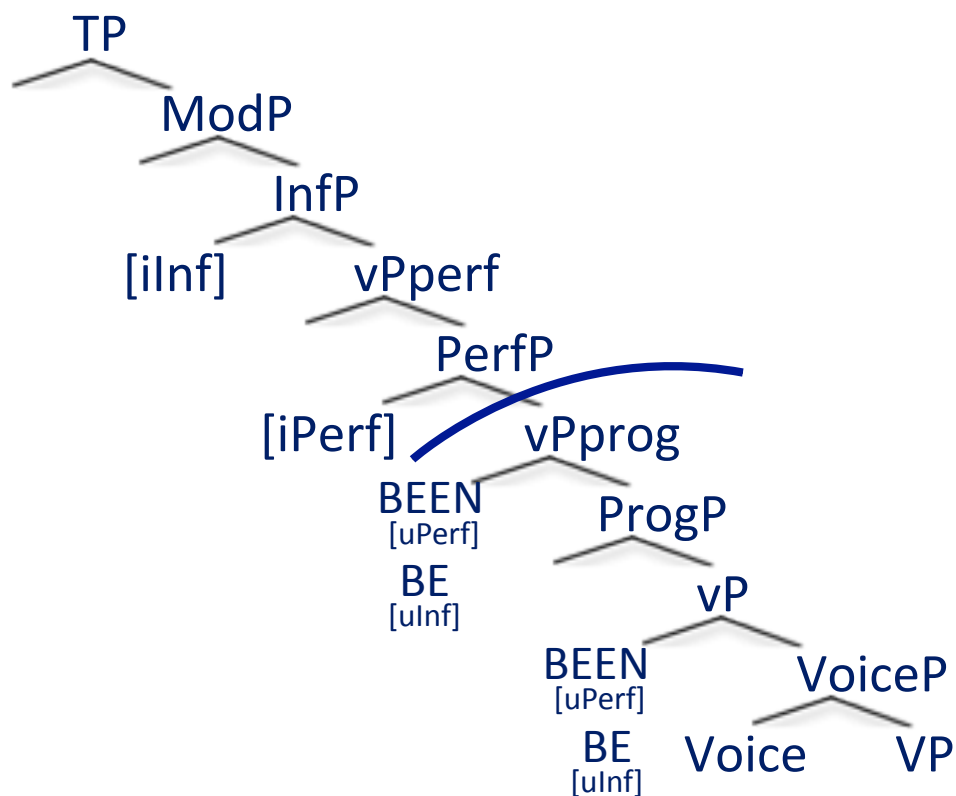 TP
ModP
InfP
[iInf]
vPperf
PerfP
[iPerf]
vPprog
BEEN
[uPerf]
ProgP
BE
[uInf]
vP
BEEN
[uPerf]
VoiceP
BE
[uInf]
Voice
VP